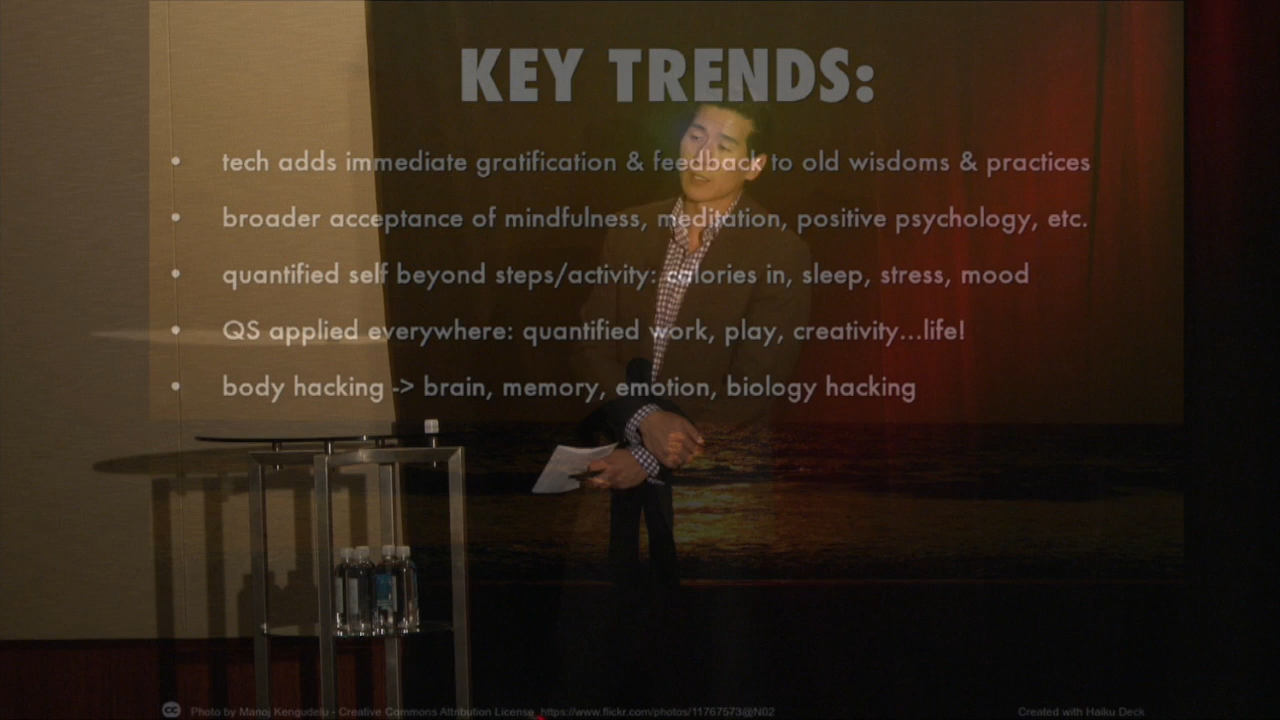 KEY TRENDS:
• tech adds immediate gratification & feedback to old wisdoms & practices
• broader acceptance of mindfulness, meditation, positive psychology, etc.
• quantified self beyond steps/activity: calories in, sleep, stress, mood
• QS applied everywhere: quantified work, play, creativity...life!
• body hacking -> brain, memory, emotion, biology hacking
cc Photo by Manoj Kengudelu - Creative Commons Attribution License https://www.flickr.com/photos/11767573@N02
Created with Haiku Deck